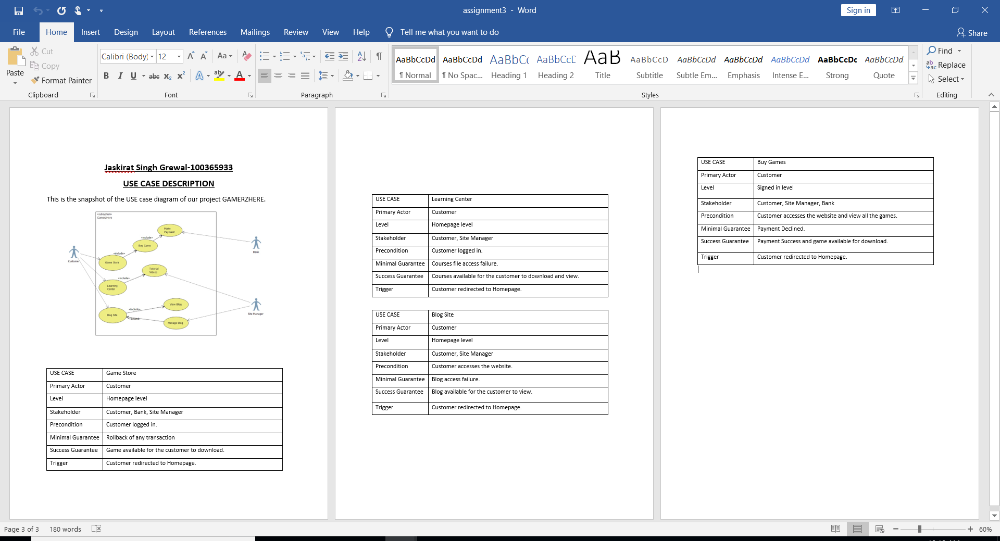 assignment3 - Word
Sign in
File Home Insert Design Layout References Mailings Review View Help Tell me what you want to do Share
Paste
Cut
Copy
Format Painter
Clipboard
Calibri (Body) 12
Font
Paragraph
AaBbCcDd AaBbCcDd AaBbCc AaBbCcD AaB AaBbCcD AaBbCcDd AaBbCcDd AaBbCcDd AaBbCcDc AaBbCcDd
¶ Normal ¶ No Spac... Heading 1 Heading 2 Title Subtitle Subtle Em... Emphasis Intense E... Strong Quote
Styles
Find
Replace
Select
Editing
Jaskirat Singh Grewal-100365933
USE CASE DESCRIPTION
This is the snapshot of the USE case diagram of our project GAMERZHERE.
«subsystem»
GamerzHere
Make
Payment
«include»
Buy Game
«include»
Game Store
Customer
Bank
Tutorial
Videos
«include»
Learning
Center
View Blog
«include»
Blog Site
«extend»
Manage Blog
Site Manager
USE CASE Game Store
Primary Actor Customer
Level Homepage level
Stakeholder Customer, Bank, Site Manager
Precondition Customer logged in.
Minimal Guarantee Rollback of any transaction
Success Guarantee Game available for the customer to download.
Trigger Customer redirected to Homepage.
USE CASE Learning Center
Primary Actor Customer
Level Homepage level
Stakeholder Customer, Site Manager
Precondition Customer logged in.
Minimal Guarantee Courses file access failure.
Success Guarantee Courses available for the customer to download and view.
Trigger Customer redirected to Homepage.
USE CASE Blog Site
Primary Actor Customer
Level Homepage level
Stakeholder Customer, Site Manager
Precondition Customer accesses the website.
Minimal Guarantee Blog access failure.
Success Guarantee Blog available for the customer to view.
Trigger Customer redirected to Homepage.
USE CASE Buy Games
Primary Actor Customer
Level Signed in level
Stakeholder Customer, Site Manager, Bank
Precondition Customer accesses the website and view all the games.
Minimal Guarantee Payment Declined.
Success Guarantee Payment Success and game available for download.
Trigger Customer redirected to Homepage.
Page 3 of 3 180 words 60%